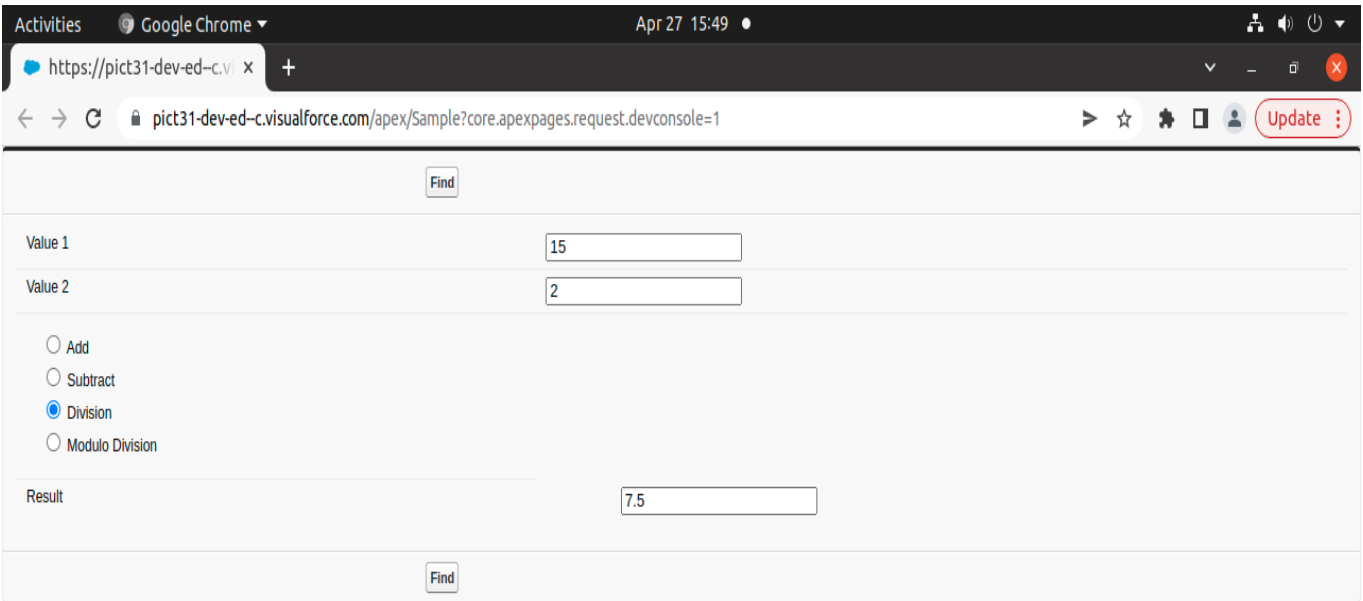 Activities Google Chrome Apr 27 15:49
https://pict31-dev-ed--c.vi
pict31-dev-ed--c.visualforce.com/apex/Sample?core.apexpages.request.devconsole=1 Update
Find
Value 1 15
Value 2 2
Add
Subtract
Division
Modulo Division
Result 7.5
Find